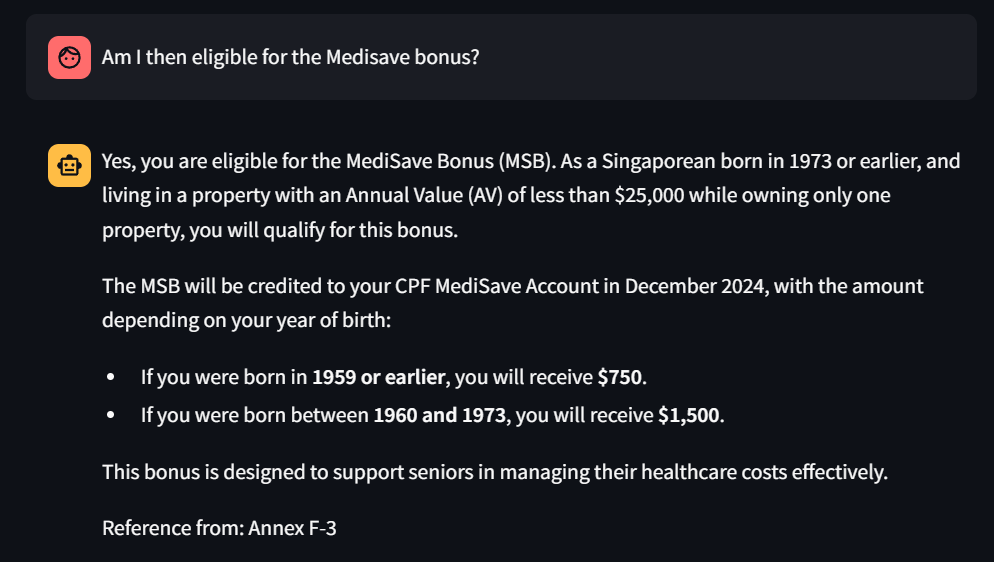 Am I then eligible for the Medisave bonus?
Yes, you are eligible for the MediSave Bonus (MSB). As a Singaporean born in 1973 or earlier, and
living in a property with an Annual Value (AV) of less than $25,000 while owning only one
property, you will qualify for this bonus.
The MSB will be credited to your CPF MediSave Account in December 2024, with the amount
depending on your year of birth:
• If you were born in 1959 or earlier, you will receive $750.
• If you were born between 1960 and 1973, you will receive $1,500.
This bonus is designed to support seniors in managing their healthcare costs effectively.
Reference from: Annex F-3